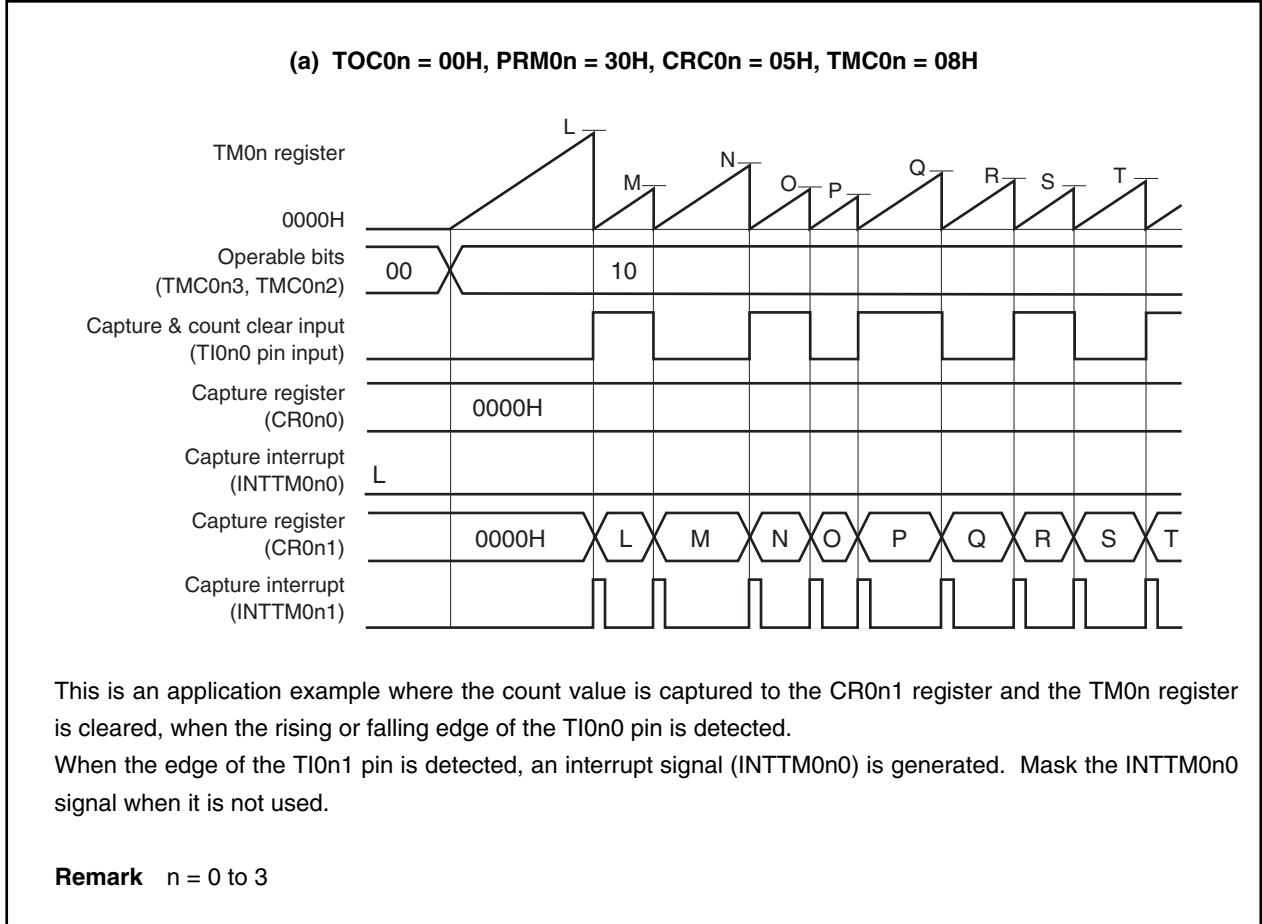 (a) TOC0n = 00H, PRM0n = 30H, CRC0n = 05H, TMC0n = 08H
TM0n register
0000H
L
M
N
O
P
Q
R
S
T
Operable bits
(TMC0n3, TMC0n2)
00
10
Capture & count clear input
(TI0n0 pin input)
Capture register
(CR0n0)
0000H
Capture interrupt
(INTTM0n0)
L
Capture register
(CR0n1)
0000H
L
M
N
O
P
Q
R
S
T
Capture interrupt
(INTTM0n1)
This is an application example where the count value is captured to the CR0n1 register and the TM0n register
is cleared, when the rising or falling edge of the TI0n0 pin is detected.
When the edge of the TI0n1 pin is detected, an interrupt signal (INTTM0n0) is generated. Mask the INTTM0n0
signal when it is not used.
Remark n = 0 to 3